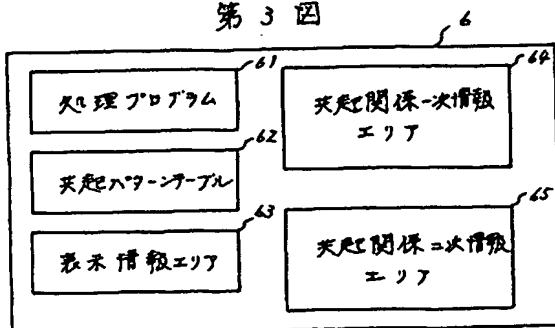 第3図
6
61
処理プログラム
62
共起パターンテーブル
63
表示情報エリア
64
共起関係一次情報
エリア
65
共起関係二次情報
エリア